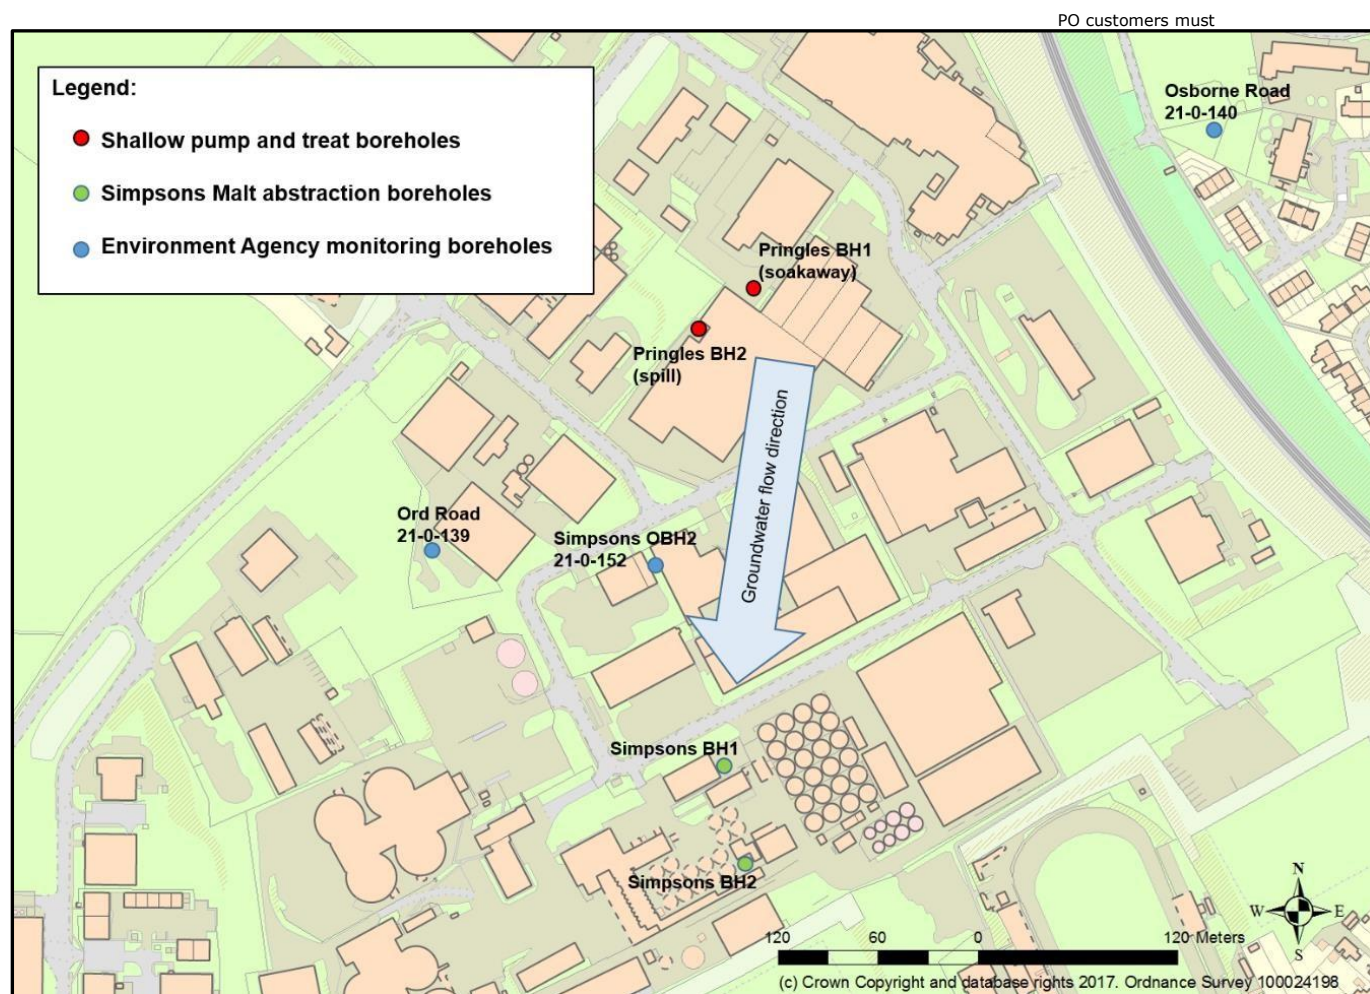 PO customers must
Legend:
Shallow pump and treat boreholes
Simpsons Malt abstraction boreholes
Environment Agency monitoring boreholes
Osborne Road
21-0-140
Pringles BH1
(soakaway)
Pringles BH2
(spill)
Groundwater flow direction
Ord Road
21-0-139
Simpsons OBH2
21-0-152
Simpsons BH1
Simpsons BH2
N
W E
S
120 60 0 120 Meters
(c) Crown Copyright and database rights 2017. Ordnance Survey 100024198